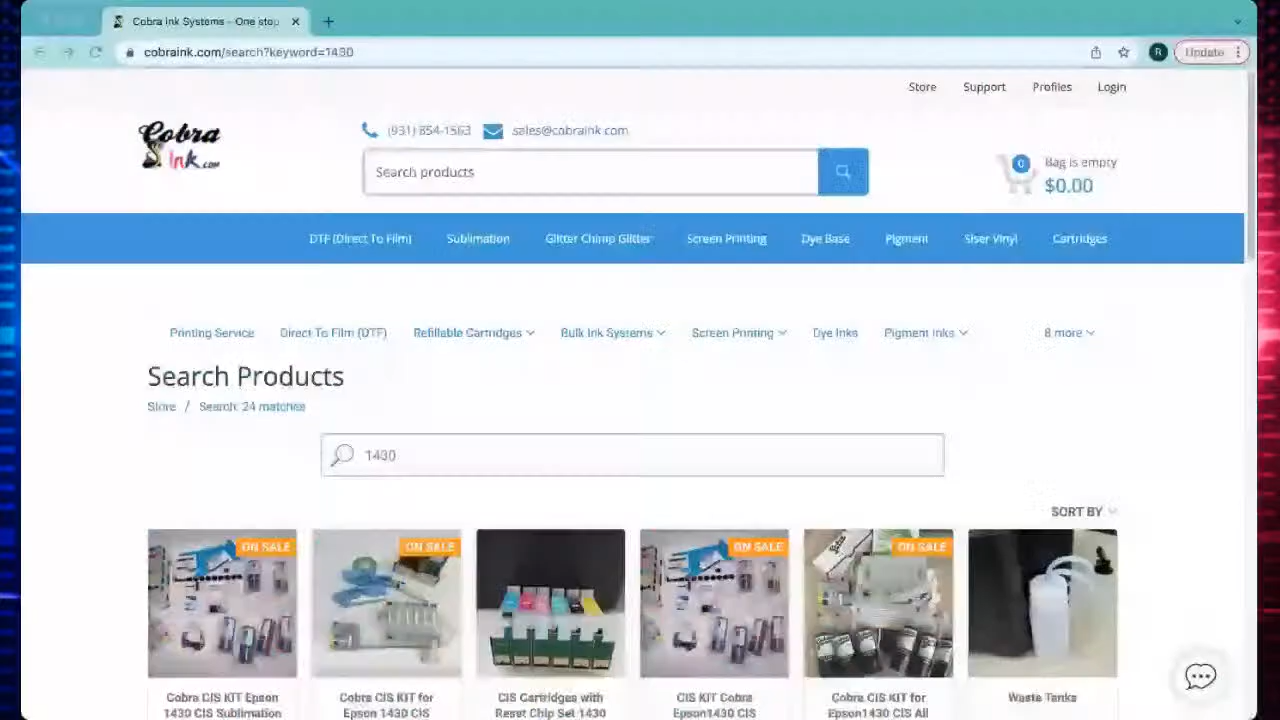 Cobra Ink Systems - One stop
cobraink.com/search?keyword=1430
R
Update
Store Support Profiles Login
Cobra
Ink.com
(931) 854-1563 sales@cobraink.com
Search products
0
Bag is empty
$0.00
DTF (Direct To Film) Sublimation Glitter Chimp Glitter Screen Printing Dye Base Pigment Siser Vinyl Cartridges
Printing Service Direct To Film (DTF) Refillable Cartridges Bulk Ink Systems Screen Printing Dye Inks Pigment Inks 8 more
Search Products
Store / Search: 24 matches
1430
SORT BY
ON SALE ON SALE ON SALE ON SALE
Cobra CIS KIT Epson Cobra CIS KIT for CIS Cartridges with CIS KIT Cobra Cobra CIS KIT for Waste Tanks
1430 CIS Sublimation Epson 1430 CIS Reset Chip Set 1430 Epson1430 CIS Epson1430 CIS All